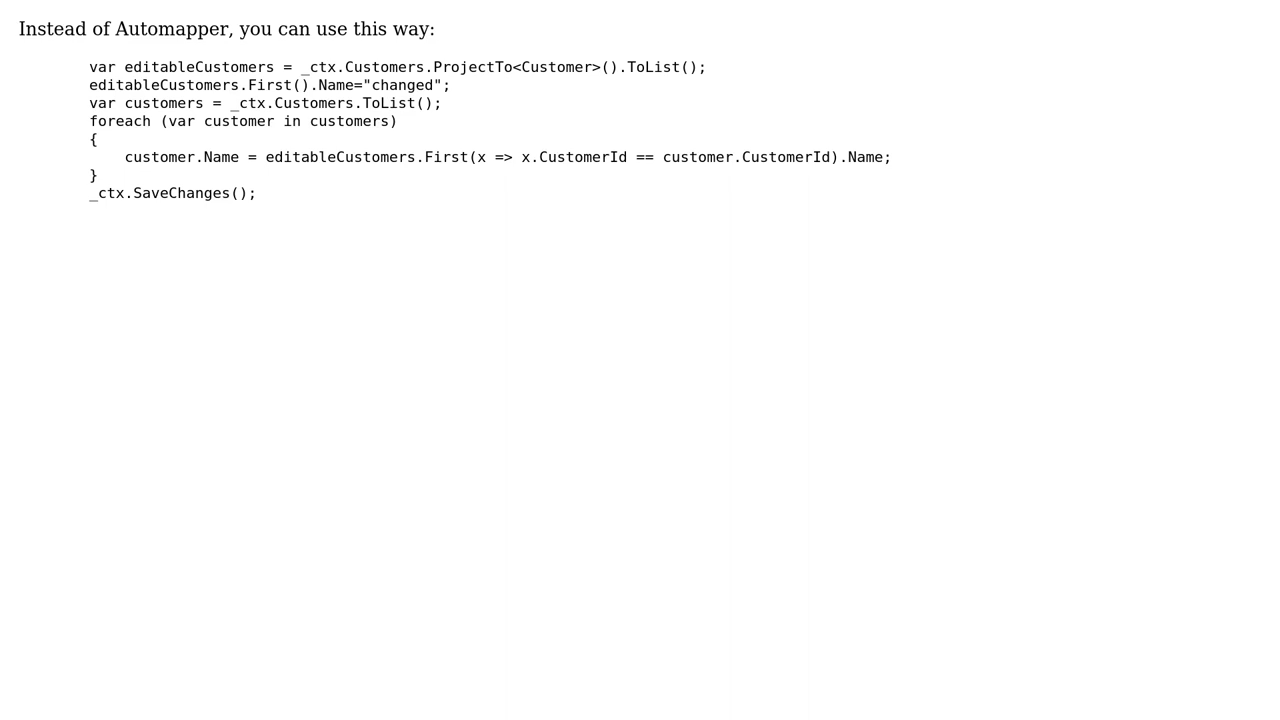 Instead of Automapper, you can use this way:
var editableCustomers = _ctx.Customers.ProjectTo<Customer>().ToList();
editableCustomers.First().Name="changed";
var customers = _ctx.Customers.ToList();
foreach (var customer in customers)
{
    customer.Name = editableCustomers.First(x => x.CustomerId == customer.CustomerId).Name;
}
_ctx.SaveChanges();